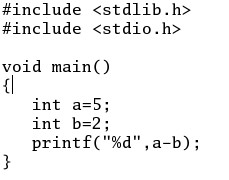 #include <stdlib.h>
#include <stdio.h>

void main()
{
   int a=5;
   int b=2;
   printf("%d",a-b);
}